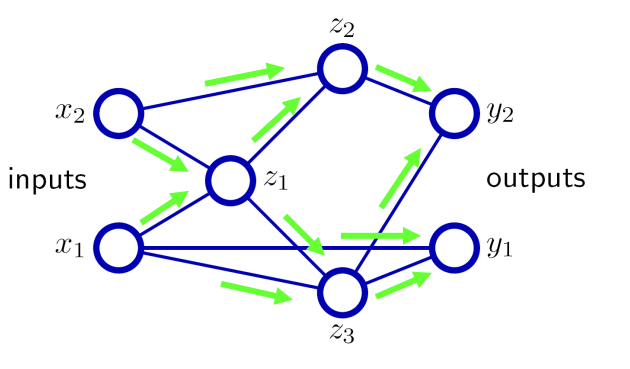 z₂
x₂
y₂
inputs
z₁
outputs
x₁
y₁
z₃